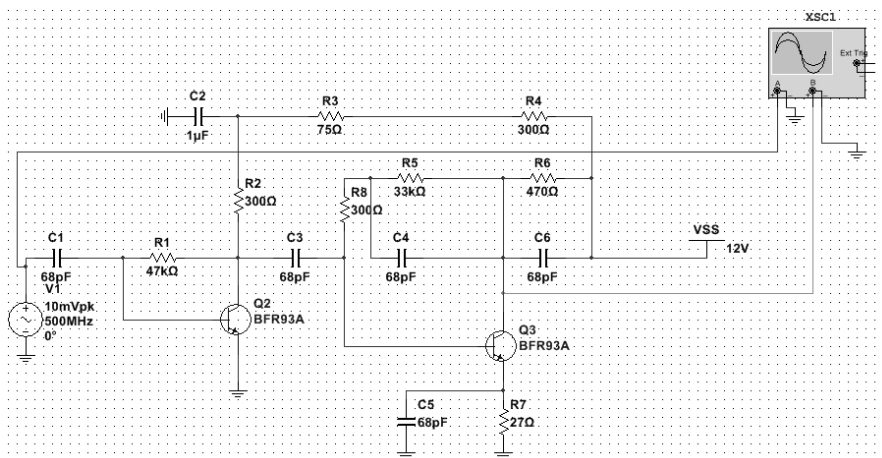 XSC1
Ext Trig
A
B
C2
1µF
R3
75Ω
R4
300Ω
R2
300Ω
R5
33kΩ
R6
470Ω
R8
300Ω
C1
68pF
R1
47kΩ
C3
68pF
C4
68pF
C6
68pF
VSS
12V
V1
10mVpk
500MHz
0°
Q2
BFR93A
Q3
BFR93A
C5
68pF
R7
27Ω